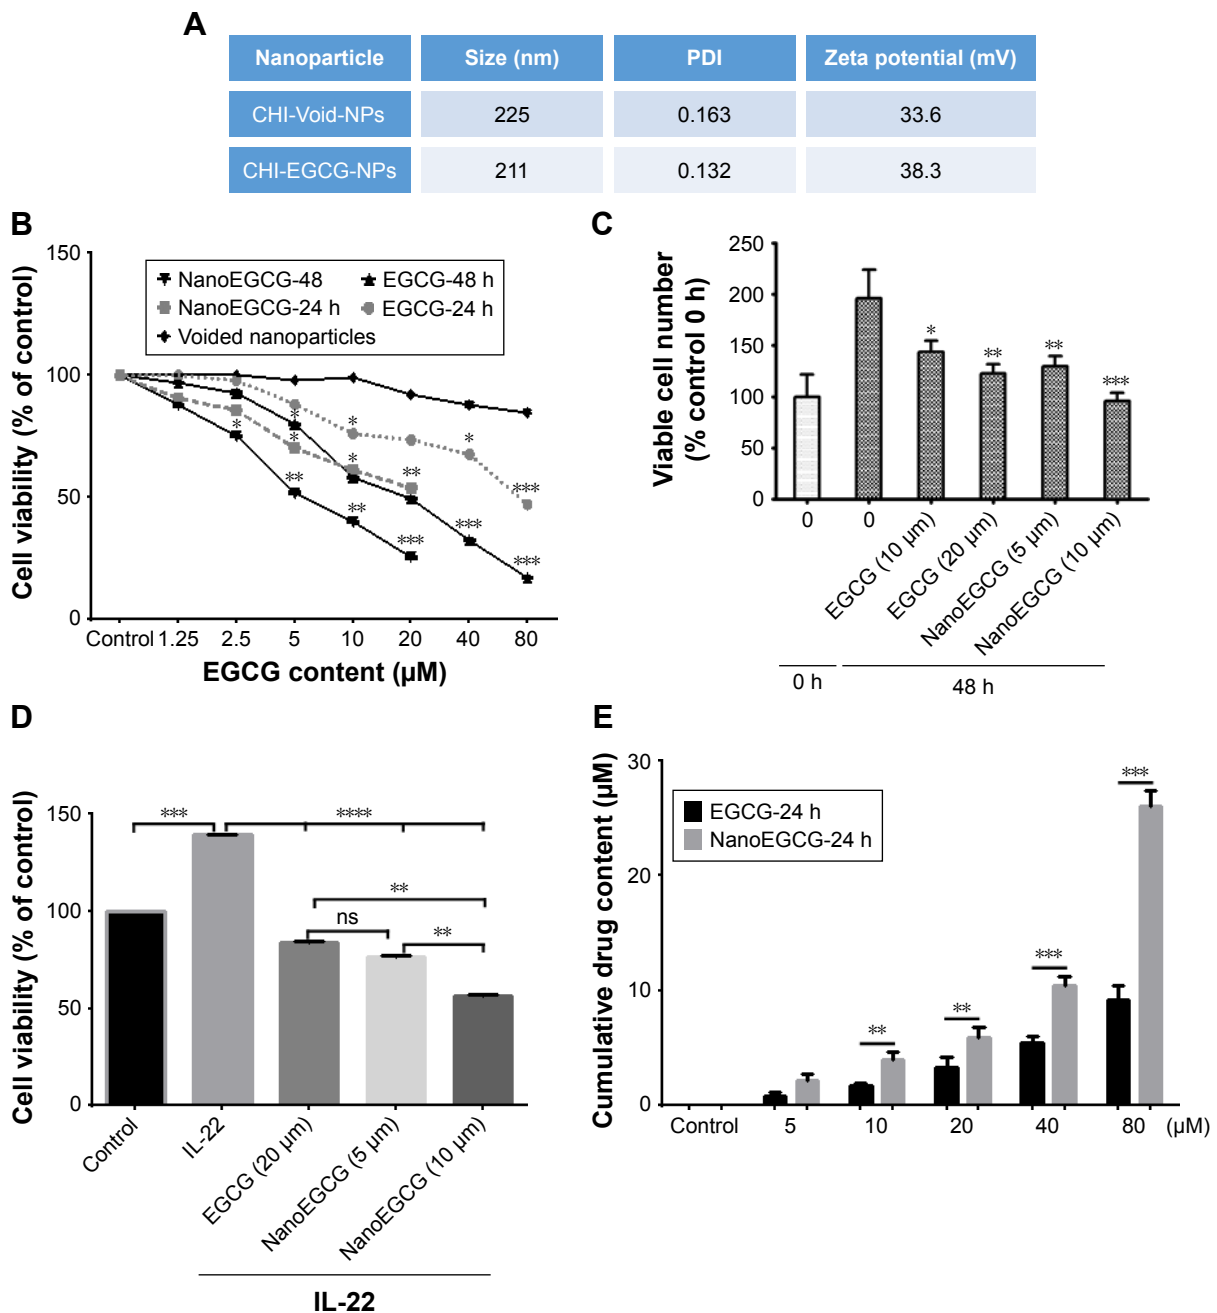 A
Nanoparticle Size (nm) PDI Zeta potential (mV)
CHI-Void-NPs 225 0.163 33.6
CHI-EGCG-NPs 211 0.132 38.3
B
Cell viability (% of control)
150
100
50
0
NanoEGCG-48 EGCG-48 h
NanoEGCG-24 h EGCG-24 h
Voided nanoparticles
* * * * * * ** ** ** *** *** *** ***
Control 1.25 2.5 5 10 20 40 80
EGCG content (µM)
C
Viable cell number
(% control 0 h)
250
200
150
100
50
0
* ** ** ***
0
0
EGCG (10 µm)
EGCG (20 µm)
NanoEGCG (5 µm)
NanoEGCG (10 µm)
0 h
48 h
D
Cell viability (% of control)
150
100
50
0
*** ****
**
ns
**
Control
IL-22
EGCG (20 µm)
NanoEGCG (5 µm)
NanoEGCG (10 µm)
IL-22
E
Cumulative drug content (µM)
30
20
10
0
EGCG-24 h
NanoEGCG-24 h
** ** *** ***
Control 5 10 20 40 80 (µM)